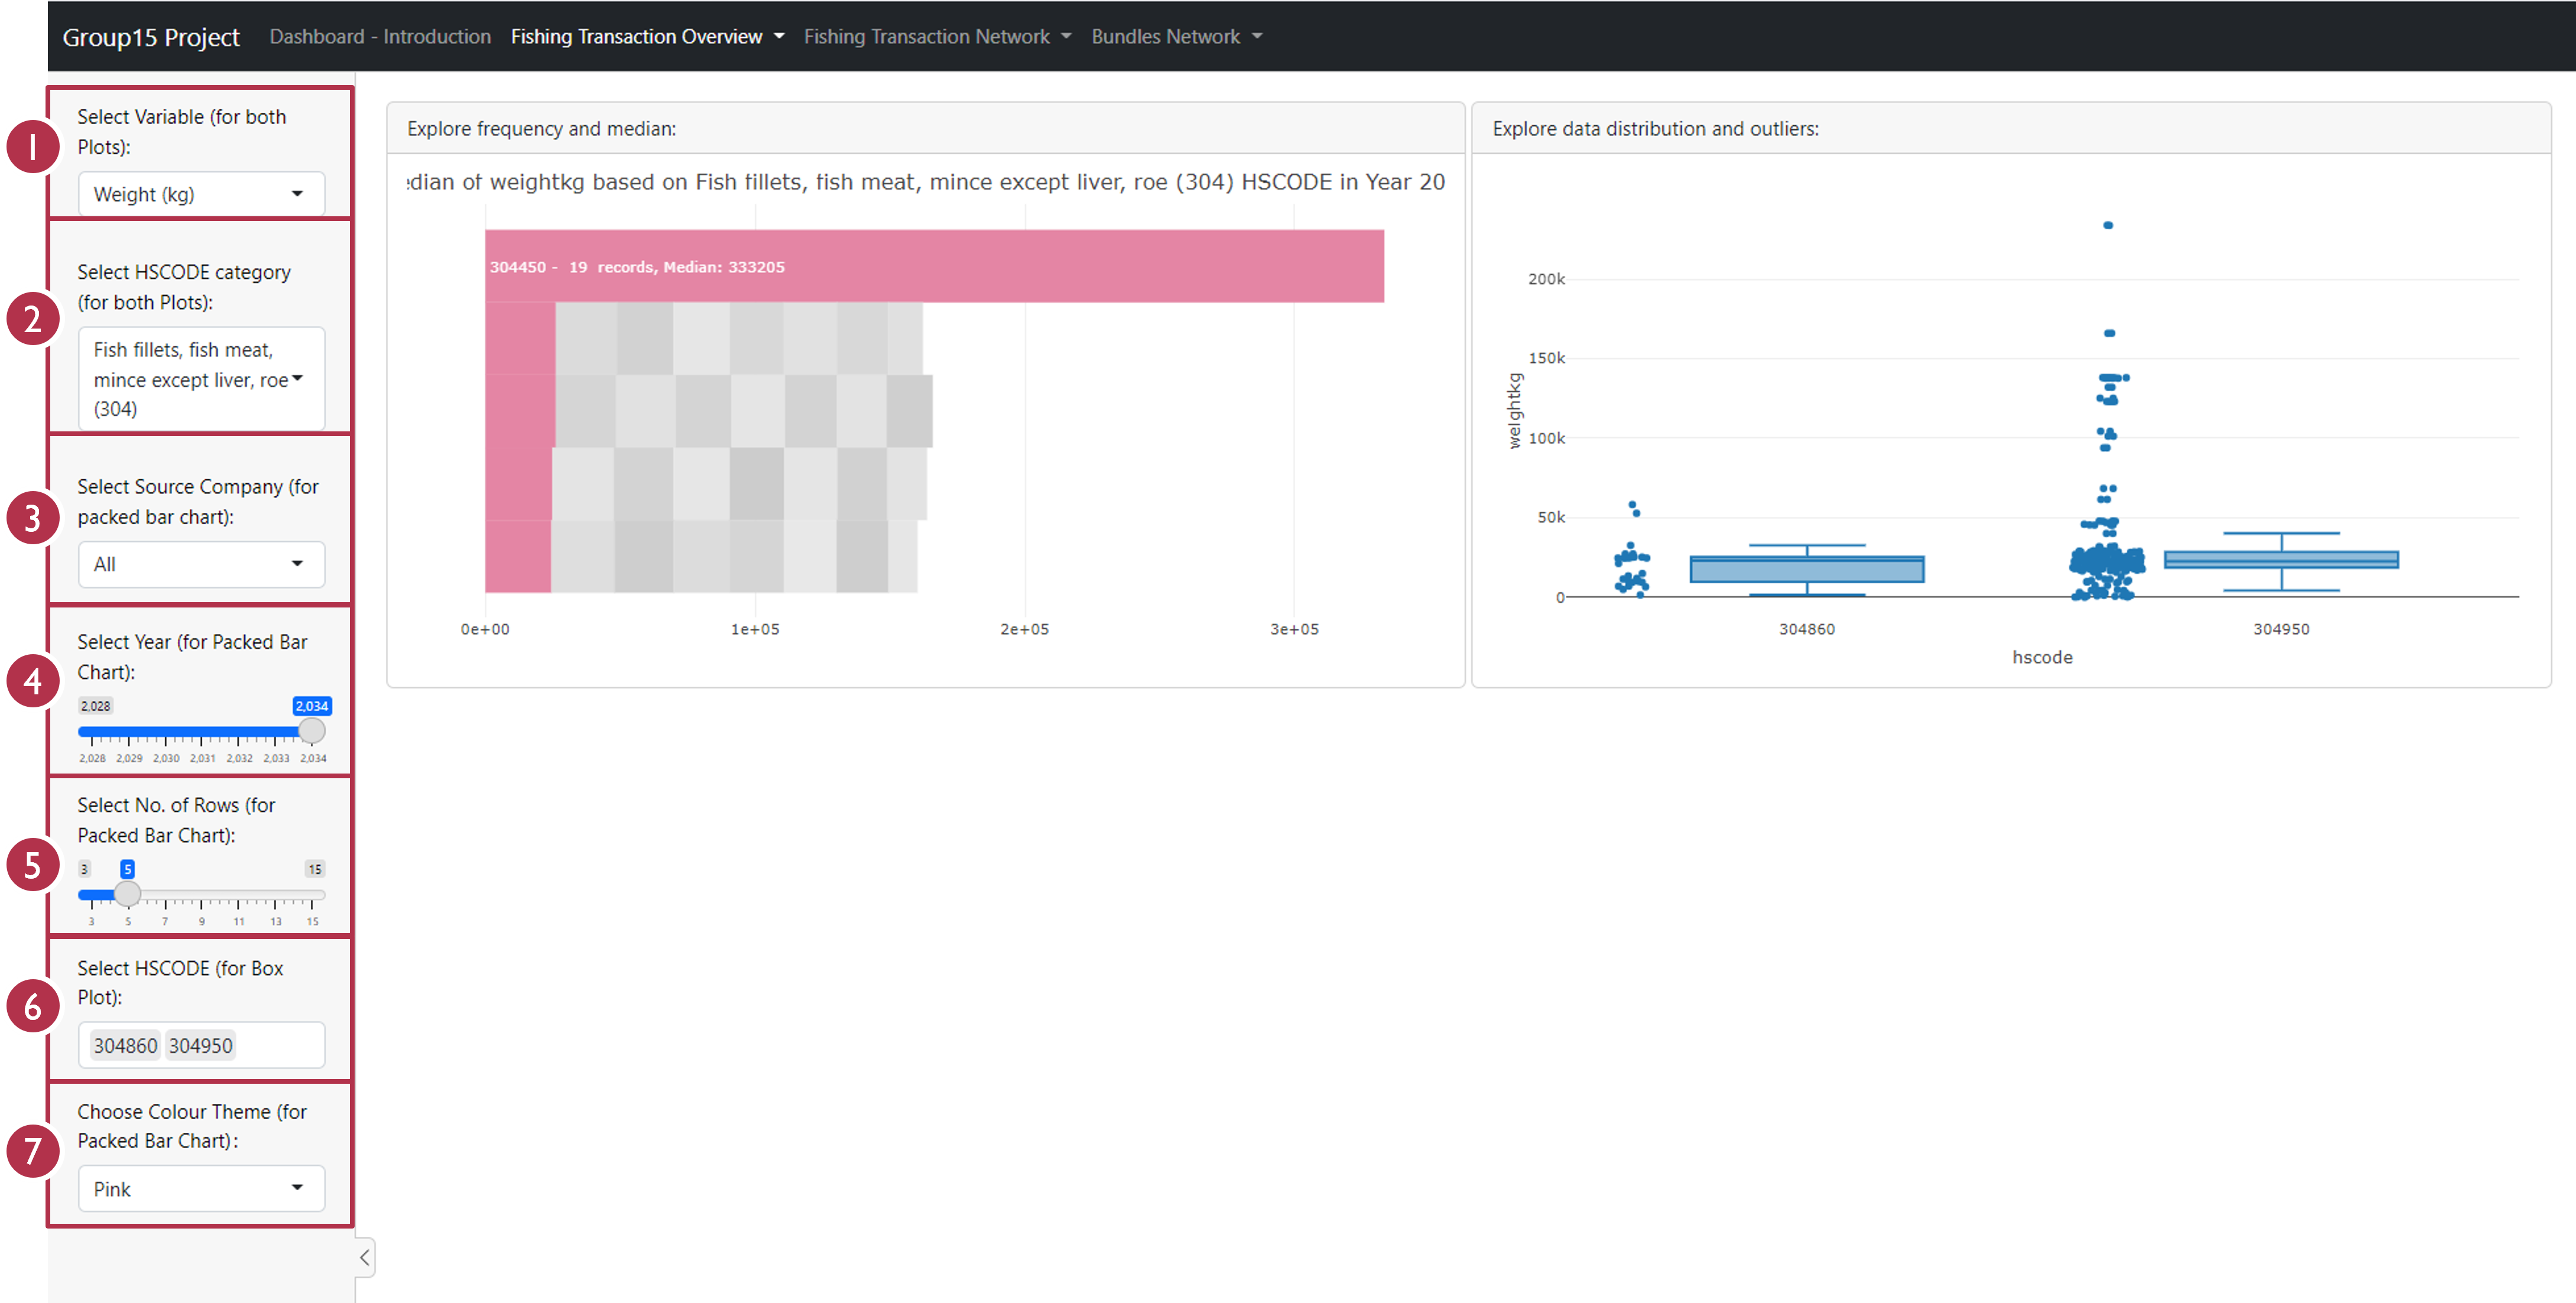 Group15 Project Dashboard - Introduction Fishing Transaction Overview Fishing Transaction Network Bundles Network
1
Select Variable (for both
Plots):
Weight (kg)
2
Select HSCODE category
(for both Plots):
Fish fillets, fish meat,
mince except liver, roe
(304)
3
Select Source Company (for
packed bar chart):
All
4
Select Year (for Packed Bar
Chart):
2,028 2,034
2,028 2,029 2,030 2,031 2,032 2,033 2,034
5
Select No. of Rows (for
Packed Bar Chart):
3 5 15
3 5 7 9 11 13 15
6
Select HSCODE (for Box
Plot):
304860 304950
7
Choose Colour Theme (for
Packed Bar Chart):
Pink
Explore frequency and median:
edian of weightkg based on Fish fillets, fish meat, mince except liver, roe (304) HSCODE in Year 20
304450 - 19 records, Median: 333205
0e+00 1e+05 2e+05 3e+05
Explore data distribution and outliers:
200k
150k
100k
50k
0
weightkg
304860 304950
hscode